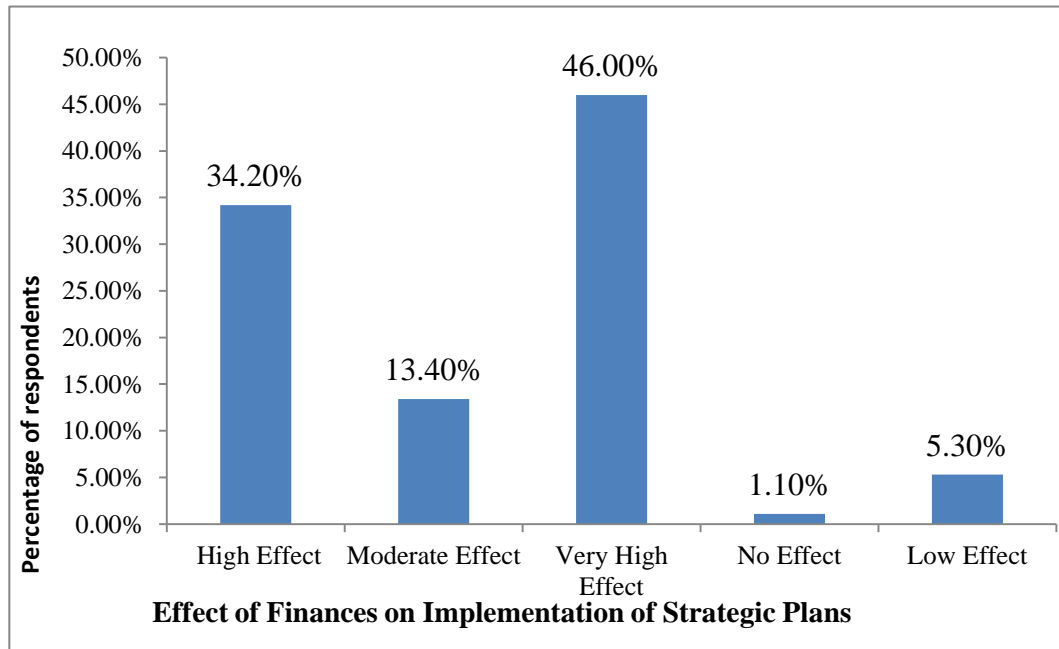 50.00%
45.00%
40.00%
35.00%
30.00%
25.00%
20.00%
15.00%
10.00%
5.00%
0.00%
Percentage of respondents
34.20%
13.40%
46.00%
1.10%
5.30%
High Effect
Moderate Effect
Very High
Effect
No Effect
Low Effect
Effect of Finances on Implementation of Strategic Plans